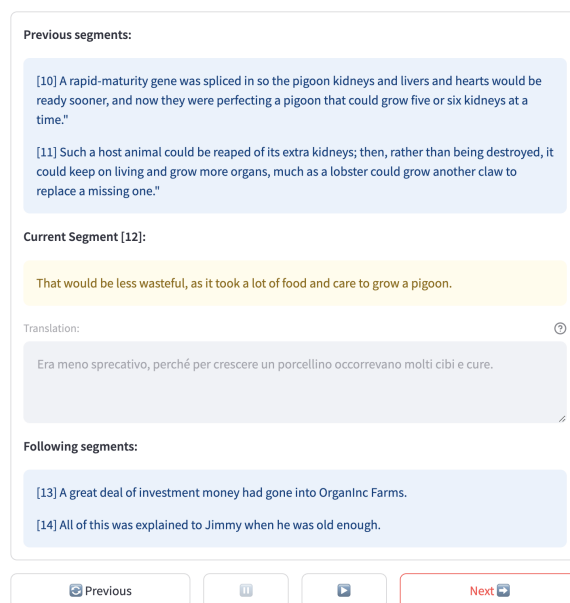 Previous segments:
[10] A rapid-maturity gene was spliced in so the pigoon kidneys and livers and hearts would be
ready sooner, and now they were perfecting a pigoon that could grow five or six kidneys at a
time."
[11] Such a host animal could be reaped of its extra kidneys; then, rather than being destroyed, it
could keep on living and grow more organs, much as a lobster could grow another claw to
replace a missing one."
Current Segment [12]:
That would be less wasteful, as it took a lot of food and care to grow a pigoon.
Translation:
Era meno sprecativo, perché per crescere un porcellino occorrevano molti cibi e cure.
Following segments:
[13] A great deal of investment money had gone into OrganInc Farms.
[14] All of this was explained to Jimmy when he was old enough.
Previous
Next